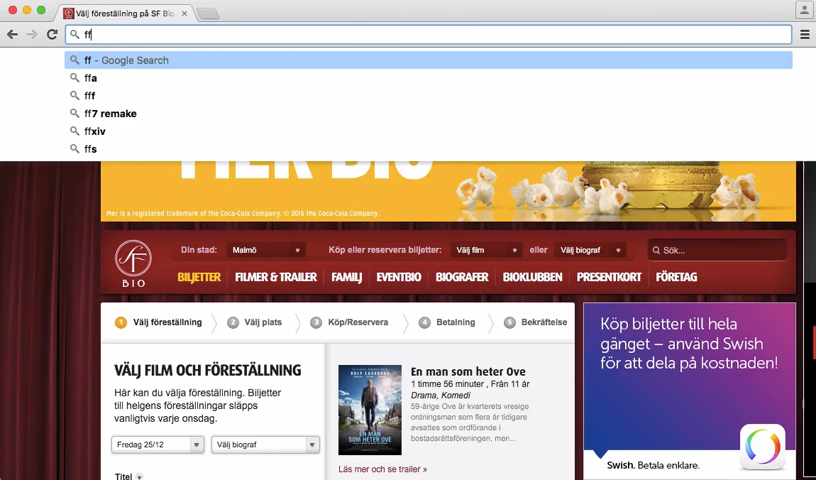 Välj föreställning på SF Bio
ff
ff - Google Search
ffa
fff
ff7 remake
ffxiv
ffs
MER BIO
Mer is a registered trademark of the Coca-Cola Company. © 2015 the Coca-Cola Company.
SF
BIO
Din stad: Malmö Köp eller reservera biljetter: Välj film eller Välj biograf Sök...
BILJETTER FILMER & TRAILER FAMILJ EVENTBIO BIOGRAFER BIOKLUBBEN PRESENTKORT FÖRETAG
1 Välj föreställning 2 Välj plats 3 Köp/Reservera 4 Betalning 5 Bekräftelse
VÄLJ FILM OCH FÖRESTÄLLNING
Här kan du välja föreställning. Biljetter
till helgens föreställningar släpps
vanligtvis varje onsdag.
Fredag 25/12 Välj biograf
Titel
ROLF LASSGÅRD
EN MAN
SOM HETER OVE
En man som heter Ove
1 timme 56 minuter , Från 11 år
Drama, Komedi
59-årige Ove är kvarterets vresige
ordningsman som flera år tidigare
avsattes som ordförande i
bostadsrättsföreningen, men...
Läs mer och se trailer »
Köp biljetter till hela
gänget – använd Swish
för att dela på kostnaden!
Swish. Betala enklare.